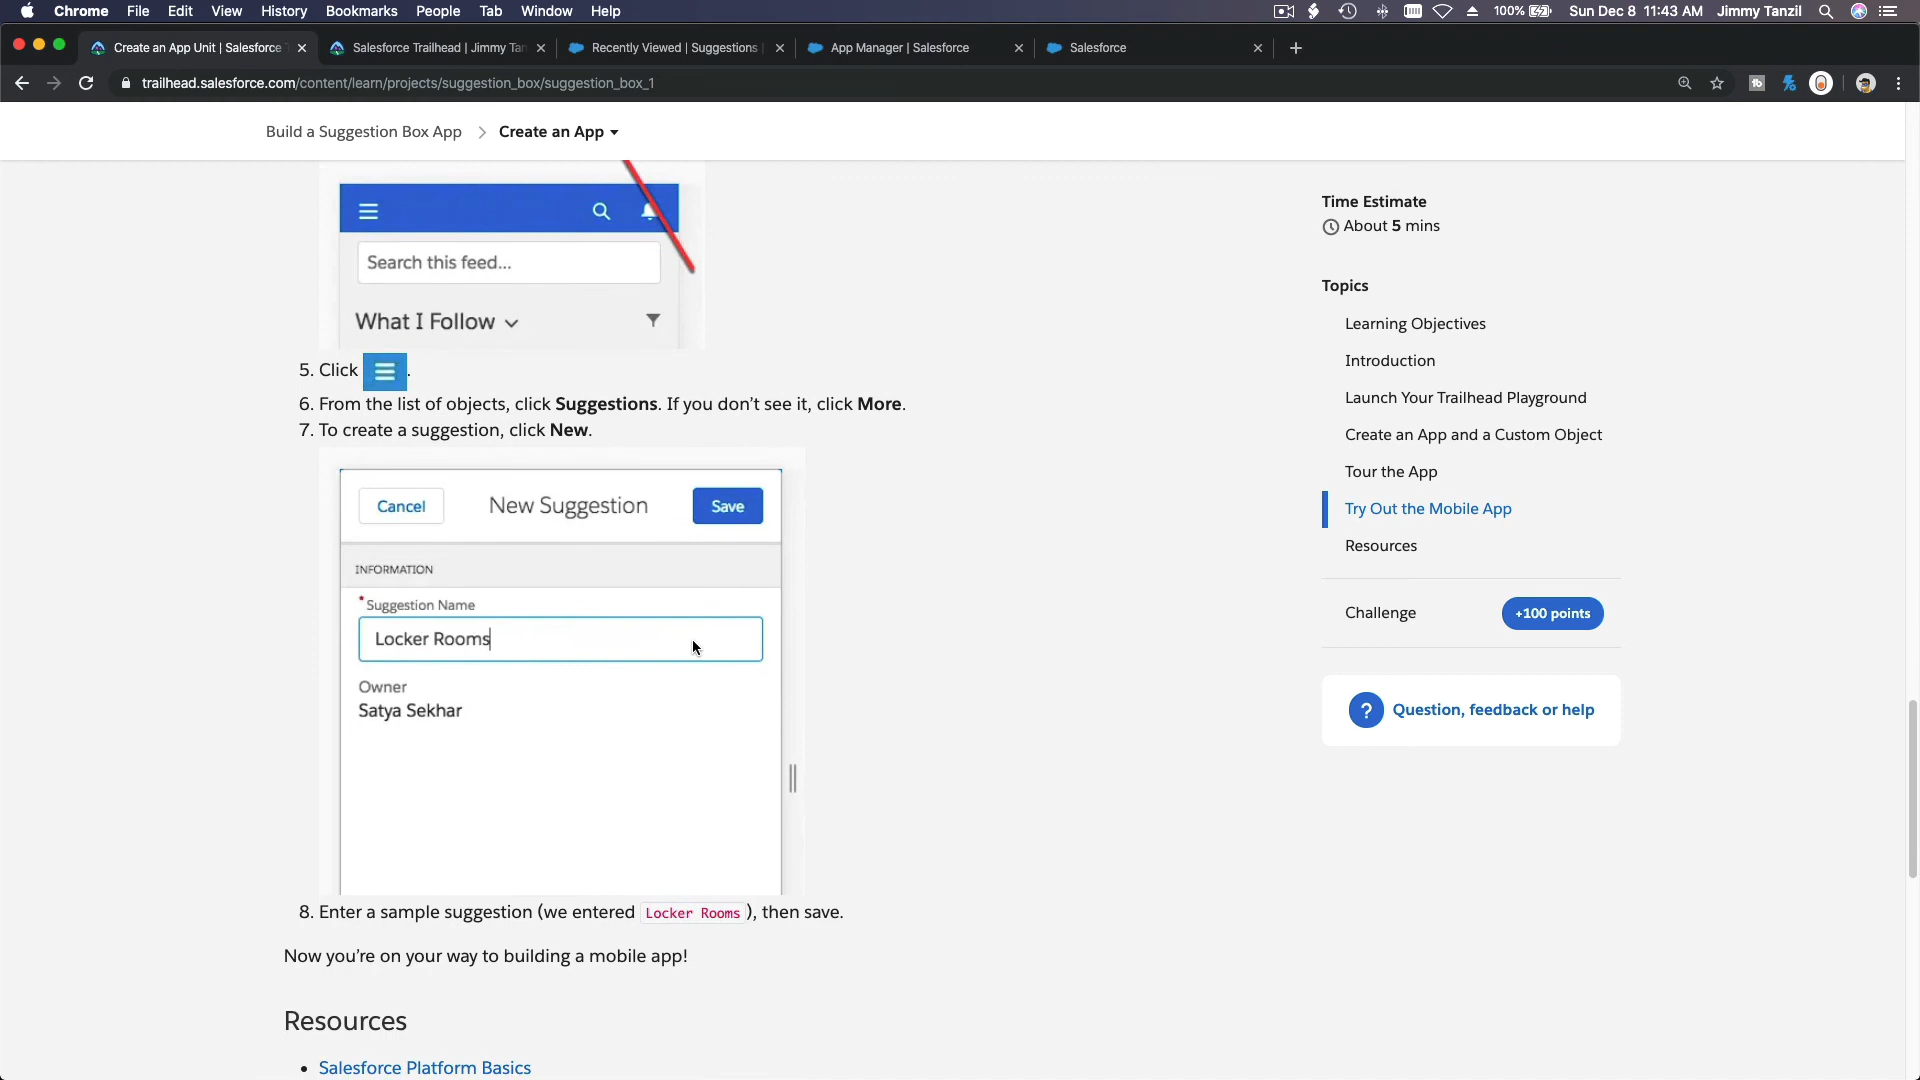 Chrome File Edit View History Bookmarks People Tab Window Help 100% Sun Dec 8 11:43 AM Jimmy Tanzil
Create an App Unit | Salesforce Salesforce Trailhead | Jimmy Tan Recently Viewed | Suggestions | App Manager | Salesforce Salesforce
trailhead.salesforce.com/content/learn/projects/suggestion_box/suggestion_box_1
Build a Suggestion Box App > Create an App
Search this feed...
What I Follow
5. Click .
6. From the list of objects, click Suggestions. If you don’t see it, click More.
7. To create a suggestion, click New.
Cancel New Suggestion Save
INFORMATION
* Suggestion Name
Locker Rooms
Owner
Satya Sekhar
8. Enter a sample suggestion (we entered Locker Rooms), then save.
Now you’re on your way to building a mobile app!
Resources
• Salesforce Platform Basics
Time Estimate
About 5 mins
Topics
Learning Objectives
Introduction
Launch Your Trailhead Playground
Create an App and a Custom Object
Tour the App
Try Out the Mobile App
Resources
Challenge +100 points
? Question, feedback or help